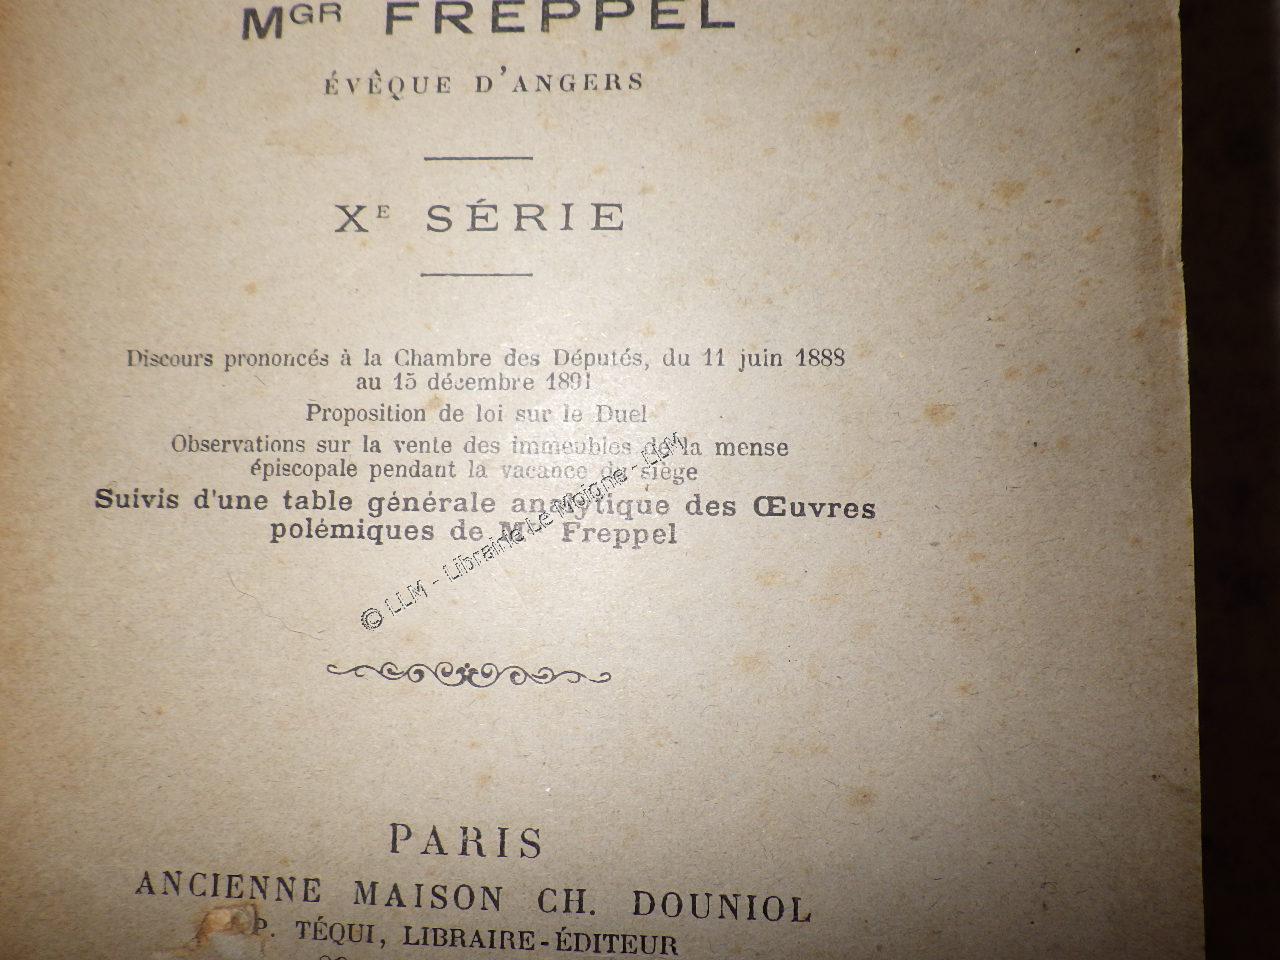 MGR FREPPEL
ÉVÊQUE D'ANGERS
XE SÉRIE
Discours prononcés à la Chambre des Députés, du 11 juin 1888
au 15 décembre 1891
Proposition de loi sur le Duel
Observations sur la vente des immeubles de la mense
épiscopale pendant la vacance du siège
Suivis d'une table générale analytique des Œuvres
polémiques de Mgr Freppel
© LLM - Librairie Le Moigne - LLM
PARIS
ANCIENNE MAISON CH. DOUNIOL
P. TÉQUI, LIBRAIRE-ÉDITEUR